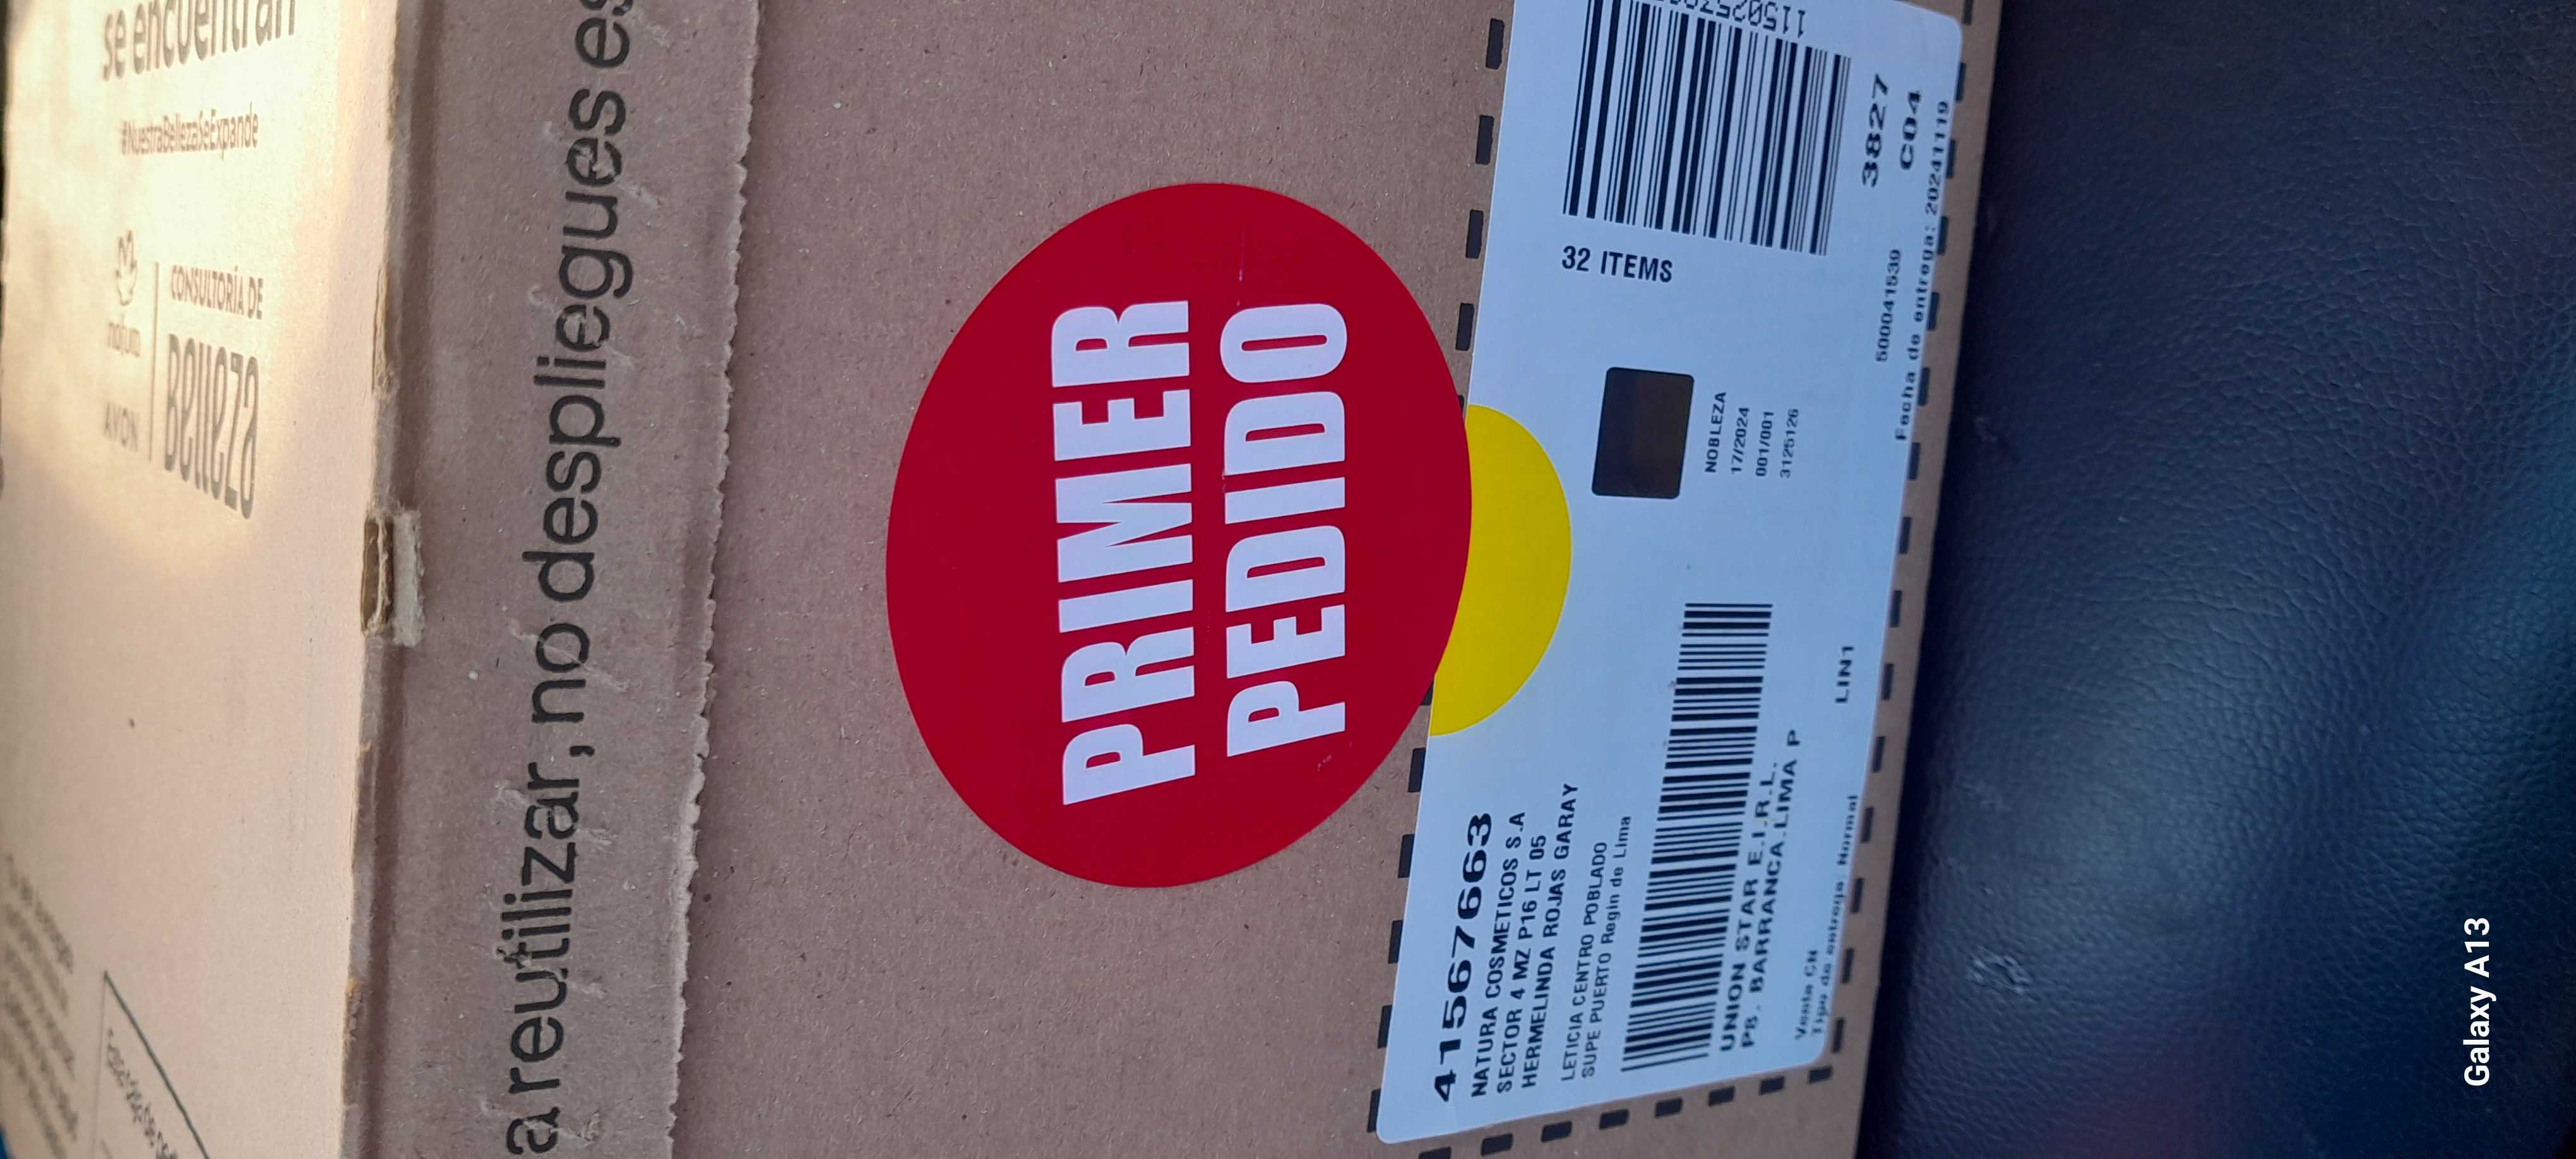 se encuentran
#NuestraBellezaSeExpande
natura
AVON
CONSULTORÍA DE
Belleza
a reutilizar, no despliegues es
PRIMER
PEDIDO
41567663
NATURA COSMETICOS S.A
SECTOR 4 MZ P16 LT 05
HERMELINDA ROJAS GARAY
LETICIA CENTRO POBLADO
SUPE PUERTO Regin de Lima
UNION STAR E.I.R.L.
PB. BARRANCA.LIMA P
LIN1
Venta CN
Tipo de entrega: Normal
32 ITEMS
NOBLEZA
17/2024
001/001
3125126
3827
C04
500041539
Fecha de entrega: 20241119
Galaxy A13